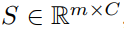 S ∈ ℝ^{m×C}